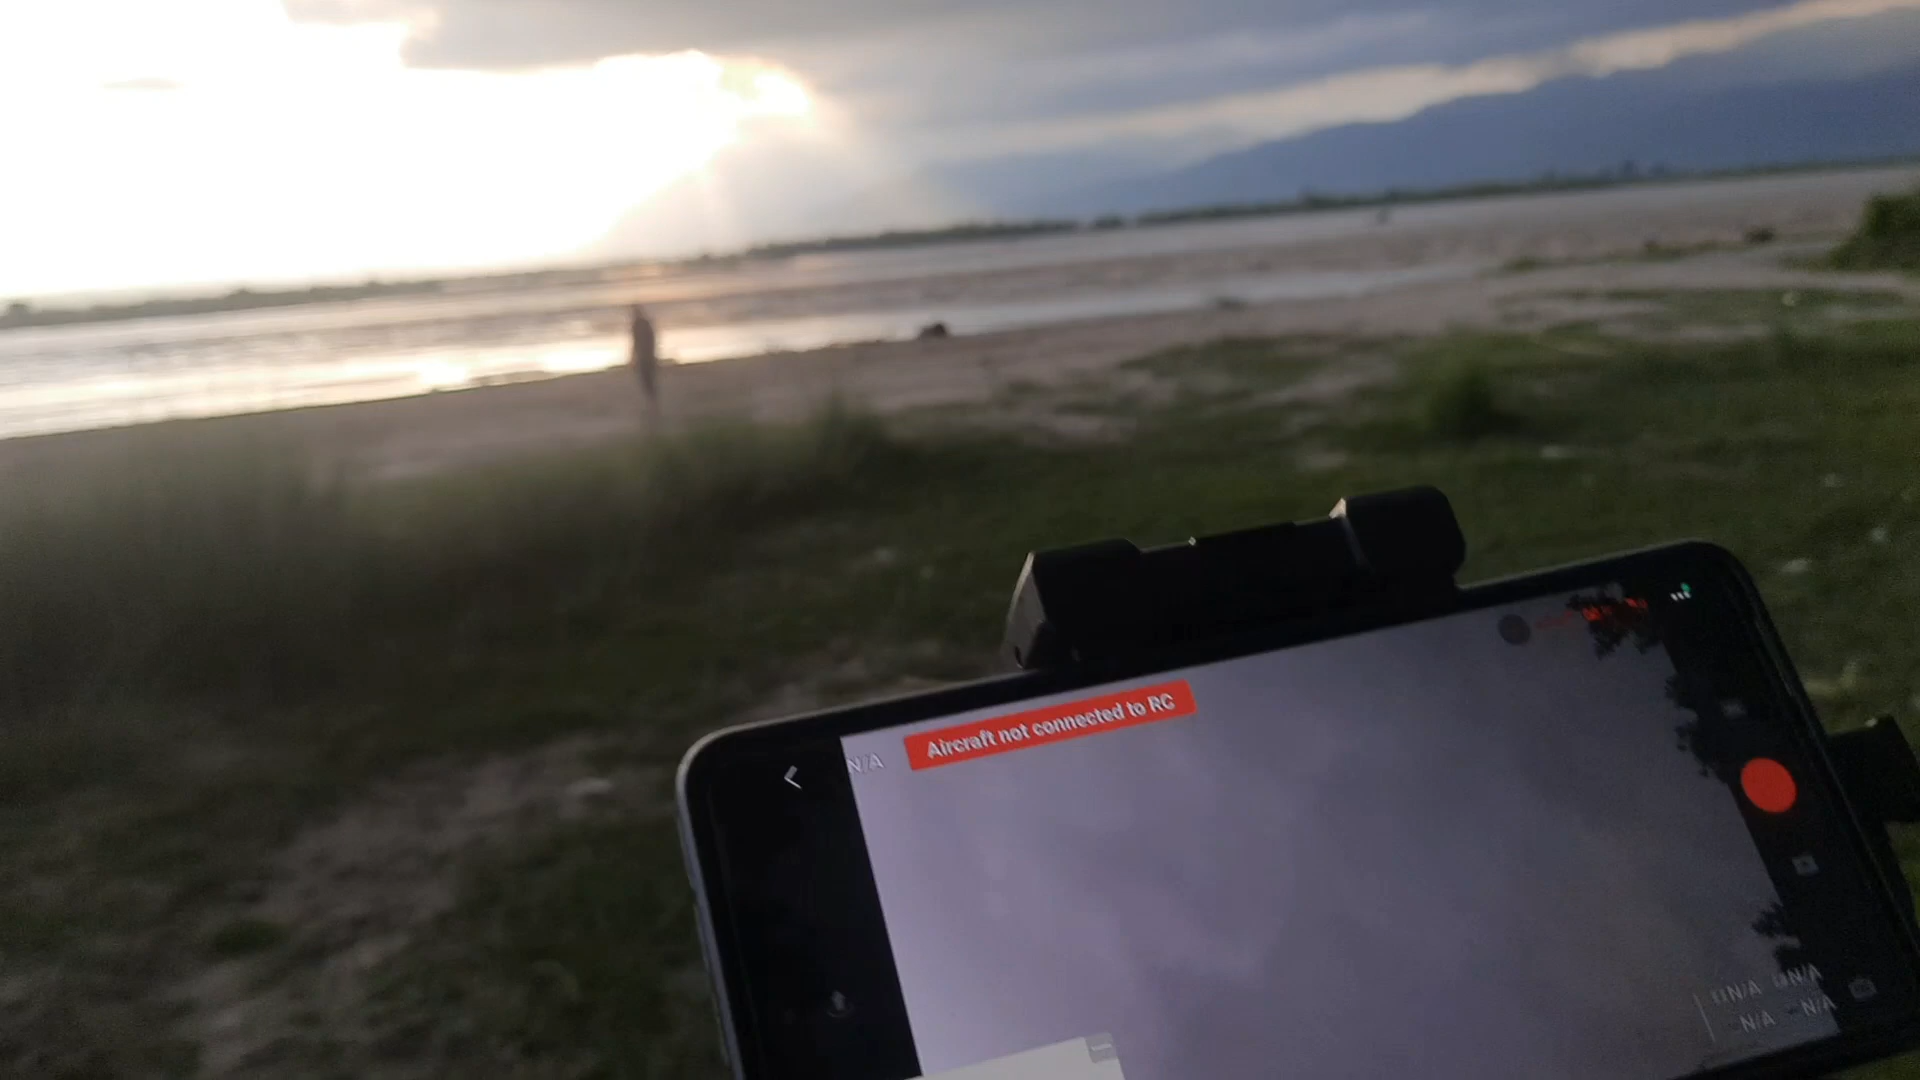 N/A
Aircraft not connected to RC
N/A N/A
N/A N/A